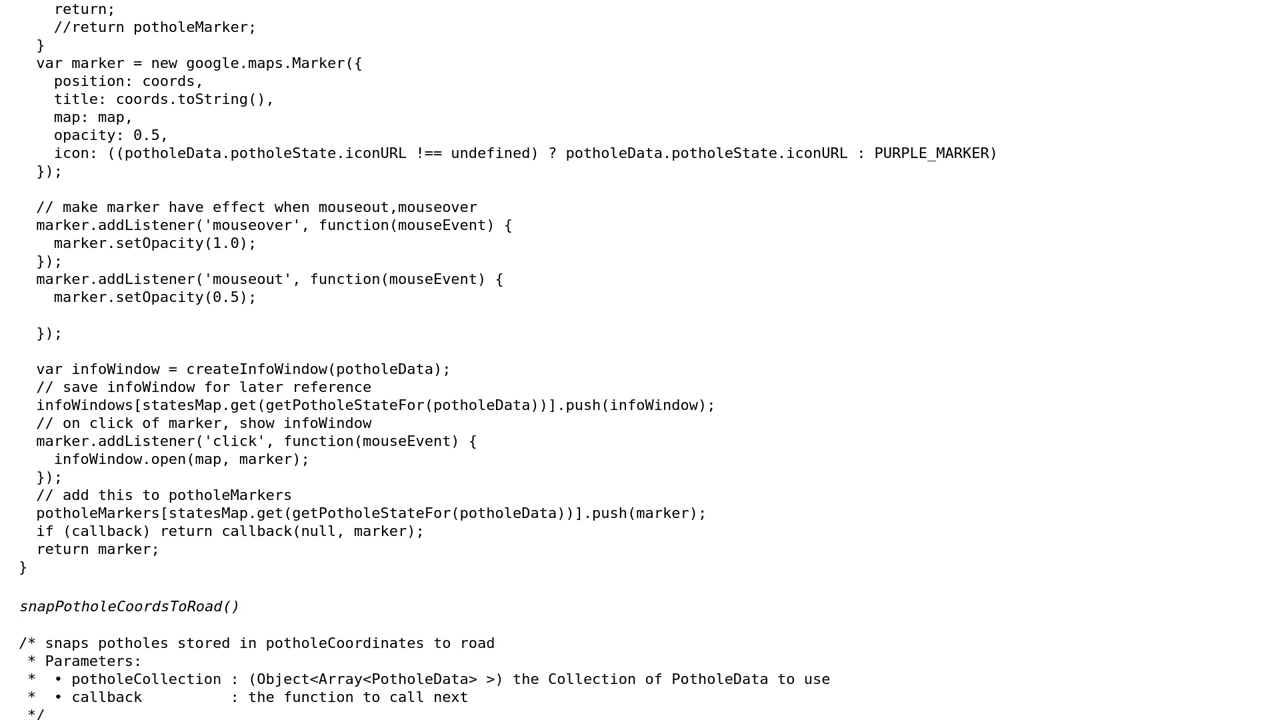 return;
    //return potholeMarker;
  }
  var marker = new google.maps.Marker({
    position: coords,
    title: coords.toString(),
    map: map,
    opacity: 0.5,
    icon: ((potholeData.potholeState.iconURL !== undefined) ? potholeData.potholeState.iconURL : PURPLE_MARKER)
  });

  // make marker have effect when mouseout,mouseover
  marker.addListener('mouseover', function(mouseEvent) {
    marker.setOpacity(1.0);
  });
  marker.addListener('mouseout', function(mouseEvent) {
    marker.setOpacity(0.5);

  });

  var infoWindow = createInfoWindow(potholeData);
  // save infoWindow for later reference
  infoWindows[statesMap.get(getPotholeStateFor(potholeData))].push(infoWindow);
  // on click of marker, show infoWindow
  marker.addListener('click', function(mouseEvent) {
    infoWindow.open(map, marker);
  });
  // add this to potholeMarkers
  potholeMarkers[statesMap.get(getPotholeStateFor(potholeData))].push(marker);
  if (callback) return callback(null, marker);
  return marker;
}

snapPotholeCoordsToRoad()

/* snaps potholes stored in potholeCoordinates to road
 * Parameters:
 *  • potholeCollection : (Object<Array<PotholeData> >) the Collection of PotholeData to use
 *  • callback          : the function to call next
 */